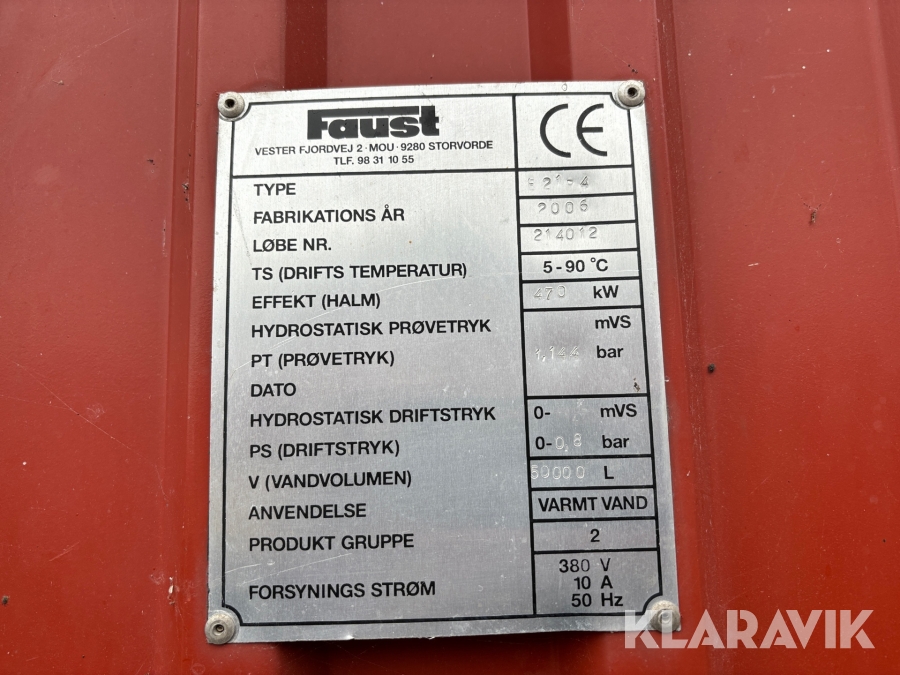 Faust
VESTER FJORDVEJ 2 · MOU · 9280 STORVORDE
TLF. 98 31 10 55
CE
TYPE
FABRIKATIONS ÅR 2006
LØBE NR. 214012
TS (DRIFTS TEMPERATUR) 5-90 °C
EFFEKT (HALM) 470 kW
HYDROSTATISK PRØVETRYK mVS
PT (PRØVETRYK) 1,144 bar
DATO
HYDROSTATISK DRIFTSTRYK 0- mVS
PS (DRIFTSTRYK) 0-0,8 bar
V (VANDVOLUMEN) L
ANVENDELSE VARMT VAND
PRODUKT GRUPPE 2
FORSYNINGS STRØM 380 V
10 A
50 Hz
KLARAVIK